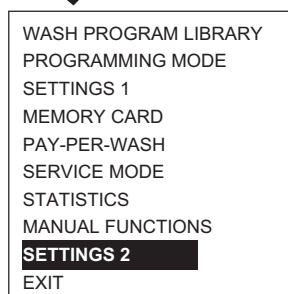 WASH PROGRAM LIBRARY
PROGRAMMING MODE
SETTINGS 1
MEMORY CARD
PAY-PER-WASH
SERVICE MODE
STATISTICS
MANUAL FUNCTIONS
SETTINGS 2
EXIT